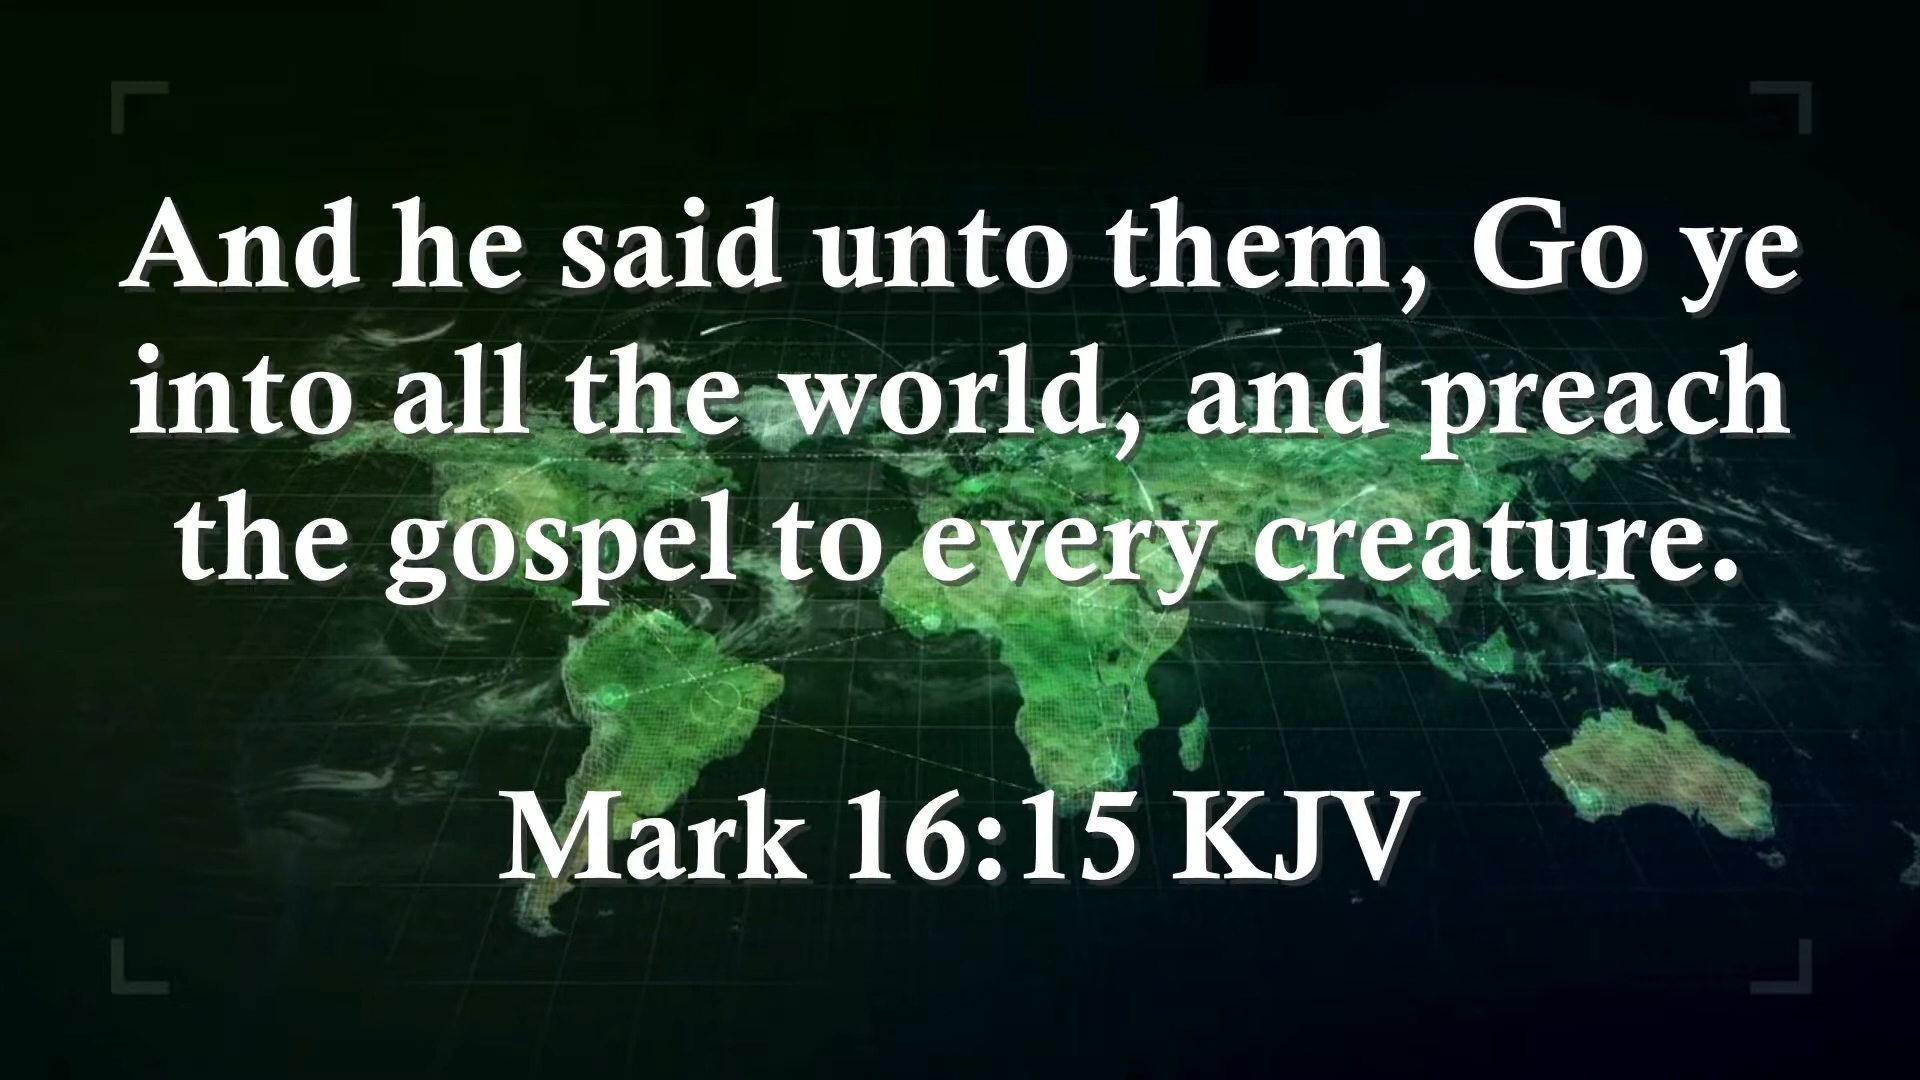 And he said unto them, Go ye
into all the world, and preach
the gospel to every creature.
Mark 16:15 KJV